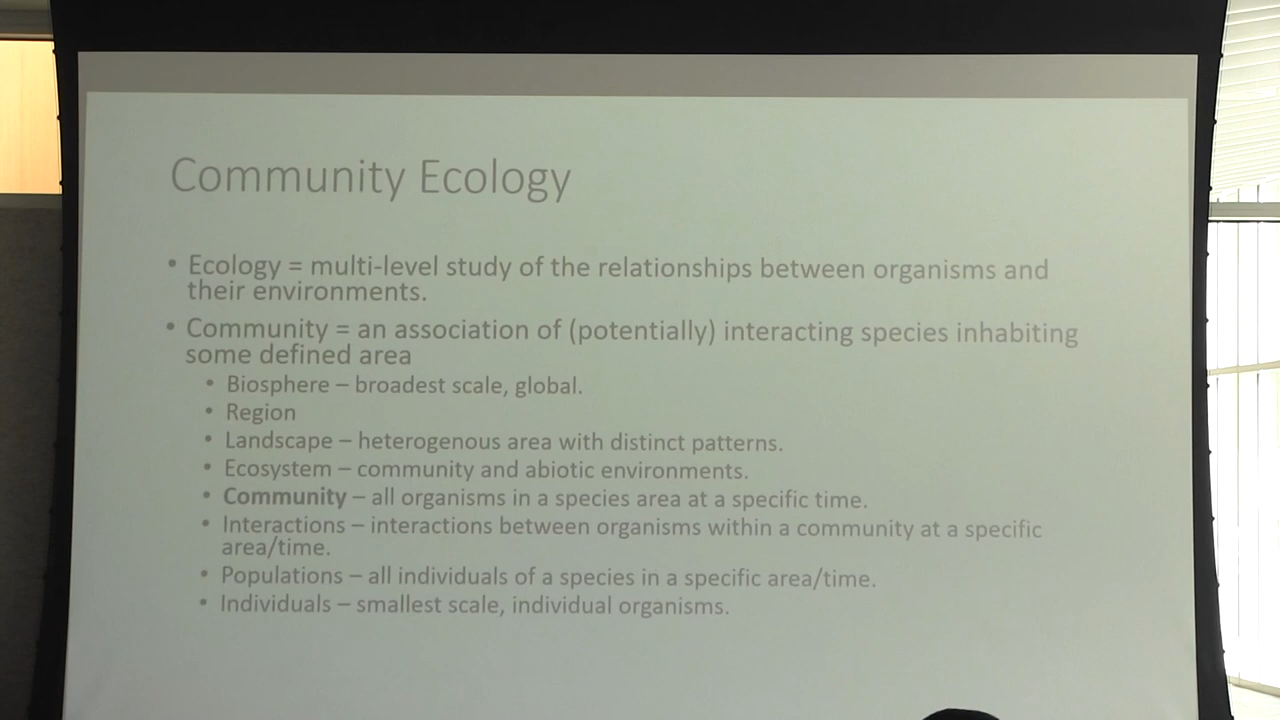 Community Ecology
• Ecology = multi-level study of the relationships between organisms and
their environments.
• Community = an association of (potentially) interacting species inhabiting
some defined area
• Biosphere – broadest scale, global.
• Region
• Landscape – heterogenous area with distinct patterns.
• Ecosystem – community and abiotic environments.
• Community – all organisms in a species area at a specific time.
• Interactions – interactions between organisms within a community at a specific
area/time.
• Populations – all individuals of a species in a specific area/time.
• Individuals – smallest scale, individual organisms.